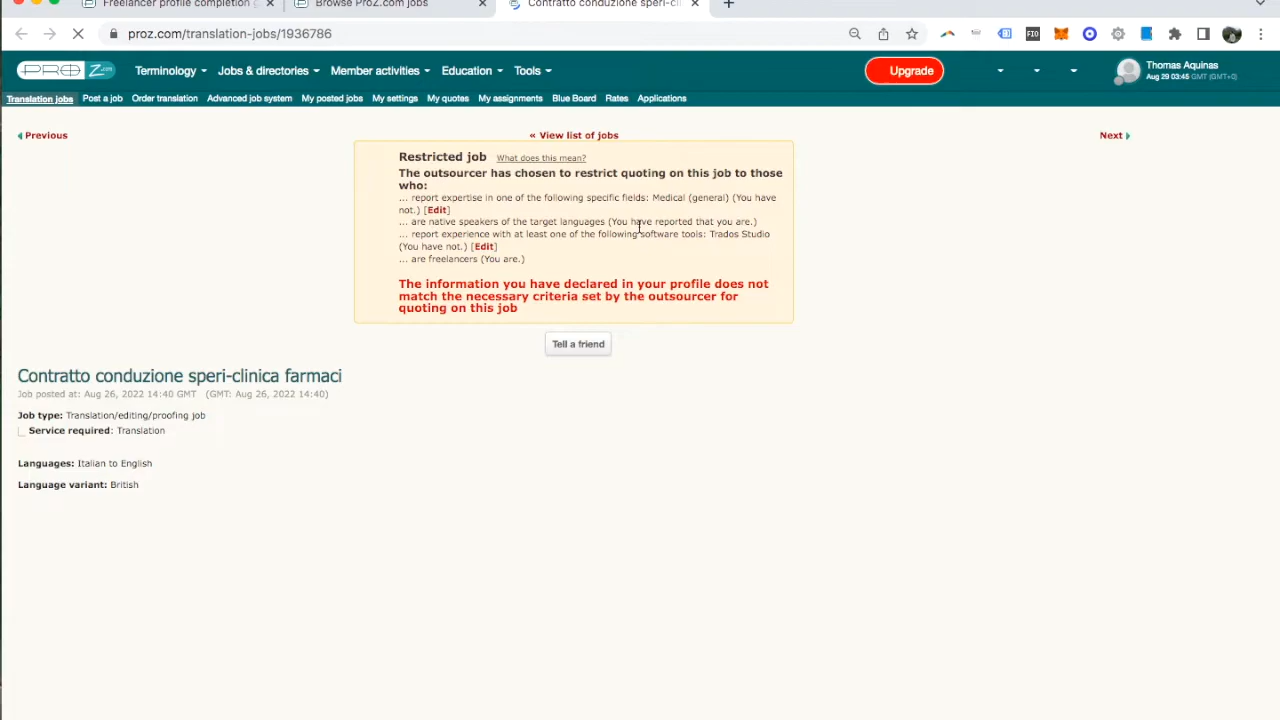 Freelancer profile completion g
Browse ProZ.com jobs
Contratto conduzione speri-cli
proz.com/translation-jobs/1936786
FIO
PROZ.com
Terminology
Jobs & directories
Member activities
Education
Tools
Upgrade
Thomas Aquinas
Aug 29 03:45 GMT (GMT+0)
Translation jobs
Post a job
Order translation
Advanced job system
My posted jobs
My settings
My quotes
My assignments
Blue Board
Rates
Applications
Previous
« View list of jobs
Next
Restricted job What does this mean?
The outsourcer has chosen to restrict quoting on this job to those
who:
... report expertise in one of the following specific fields: Medical (general) (You have
not.) [Edit]
... are native speakers of the target languages (You have reported that you are.)
... report experience with at least one of the following software tools: Trados Studio
(You have not.) [Edit]
... are freelancers (You are.)
The information you have declared in your profile does not
match the necessary criteria set by the outsourcer for
quoting on this job
Tell a friend
Contratto conduzione speri-clinica farmaci
Job posted at: Aug 26, 2022 14:40 GMT (GMT: Aug 26, 2022 14:40)
Job type: Translation/editing/proofing job
Service required: Translation
Languages: Italian to English
Language variant: British